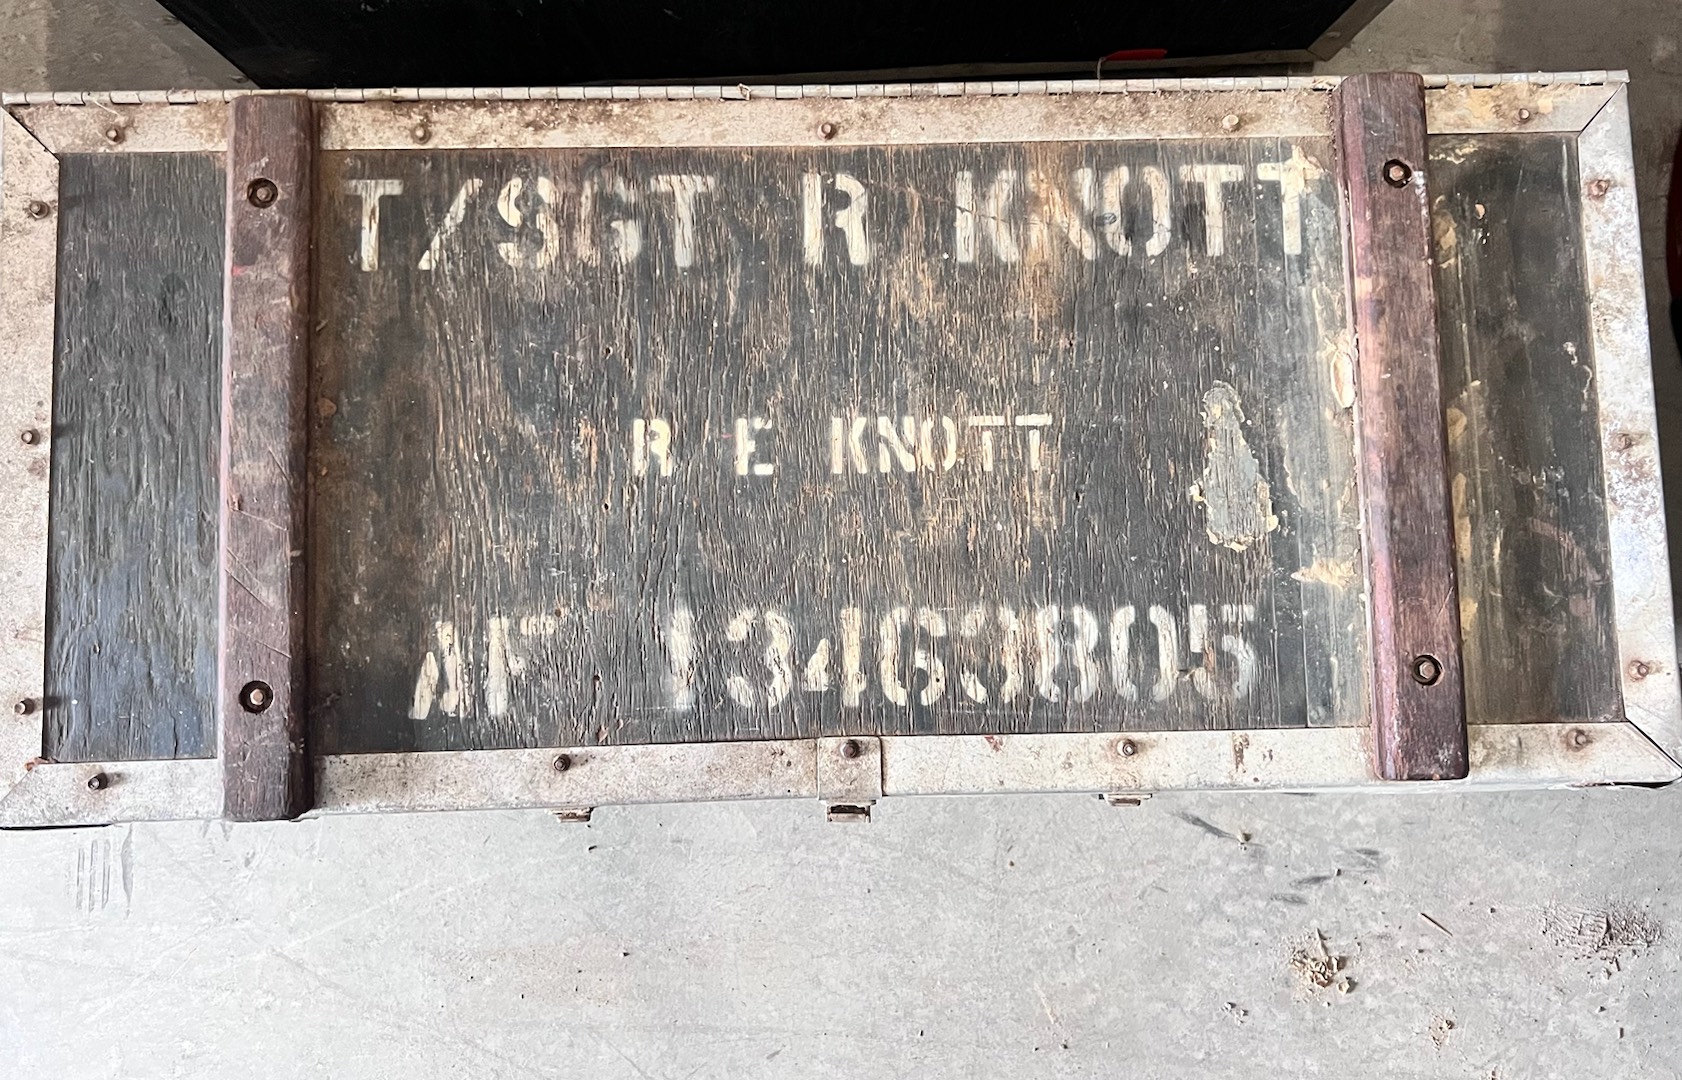 T/SGT R KNOTT
R E KNOTT
AF 13463805